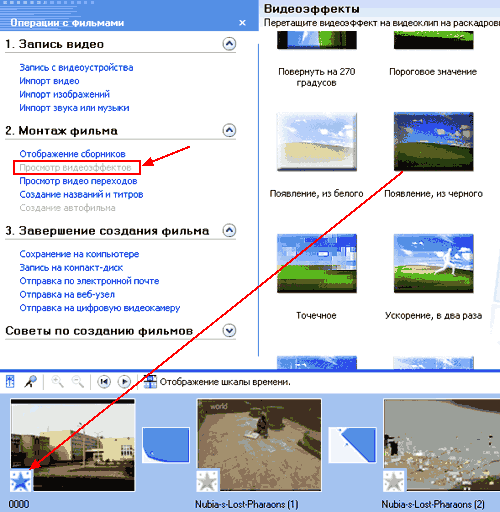 Операции с фильмами
×
1. Запись видео
Запись с видеоустройства
Импорт видео
Импорт изображений
Импорт звука или музыки
2. Монтаж фильма
Отображение сборников
Просмотр видеоэффектов
Просмотр видео переходов
Создание названий и титров
Создание автофильма
3. Завершение создания фильма
Сохранение на компьютере
Запись на компакт-диск
Отправка по электронной почте
Отправка на веб-узел
Отправка на цифровую видеокамеру
Советы по созданию фильмов
Видеоэффекты
Перетащите видеоэффект на видеоклип на раскадров
Повернуть на 270
градусов
Пороговое значение
Появление, из белого
Появление, из черного
Точечное
Ускорение, в два раза
Отображение шкалы времени.
world
0000
Nubia-s-Lost-Pharaons (1)
Nubia-s-Lost-Pharaons (2)